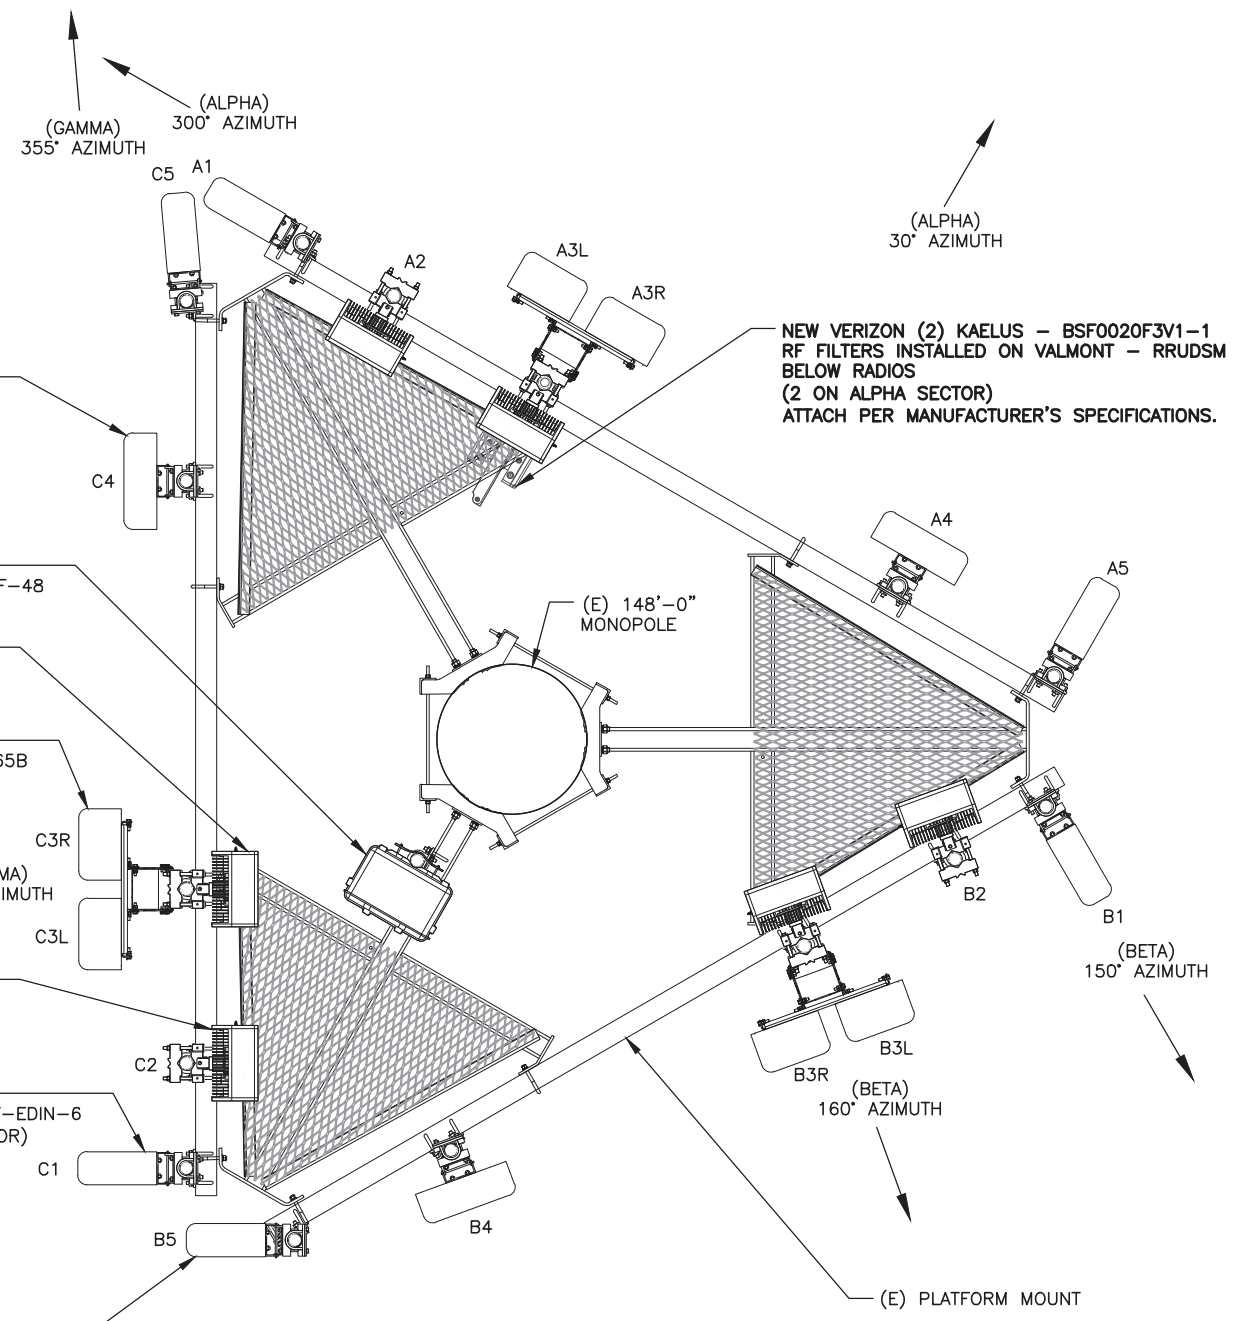 (ALPHA)
300° AZIMUTH
(GAMMA)
355° AZIMUTH
C5
A1
(ALPHA)
30° AZIMUTH
A2
A3L
A3R
NEW VERIZON (2) KAELUS - BSF0020F3V1-1
RF FILTERS INSTALLED ON VALMONT - RRUDSM
BELOW RADIOS
(2 ON ALPHA SECTOR)
ATTACH PER MANUFACTURER'S SPECIFICATIONS.
C4
A4
A5
F-48
(E) 148'-0"
MONOPOLE
65B
C3R
MA)
IMUTH
C3L
B2
B1
(BETA)
150° AZIMUTH
B3L
B3R
(BETA)
160° AZIMUTH
C2
-EDIN-6
OR)
C1
B5
B4
(E) PLATFORM MOUNT